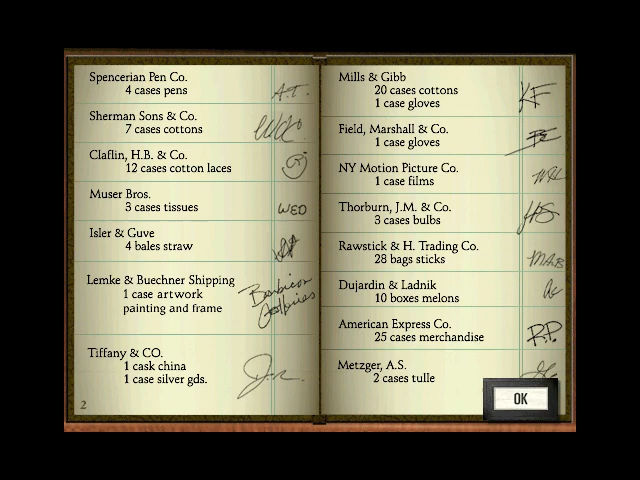 Spencerian Pen Co.
4 cases pens
A.T.
Sherman Sons & Co.
7 cases cottons
Claflin, H.B. & Co.
12 cases cotton laces
Muser Bros.
3 cases tissues
WEO
Isler & Guve
4 bales straw
Lemke & Buechner Shipping
1 case artwork
painting and frame
Barbicon
Galleries
Tiffany & CO.
1 cask china
1 case silver gds.
2
Mills & Gibb
20 cases cottons
1 case gloves
KF
Field, Marshall & Co.
1 case gloves
NY Motion Picture Co.
1 case films
Thorburn, J.M. & Co.
3 cases bulbs
Rawstick & H. Trading Co.
28 bags sticks
M.A.B
Dujardin & Ladnik
10 boxes melons
American Express Co.
25 cases merchandise
R.P.
Metzger, A.S.
2 cases tulle
OK